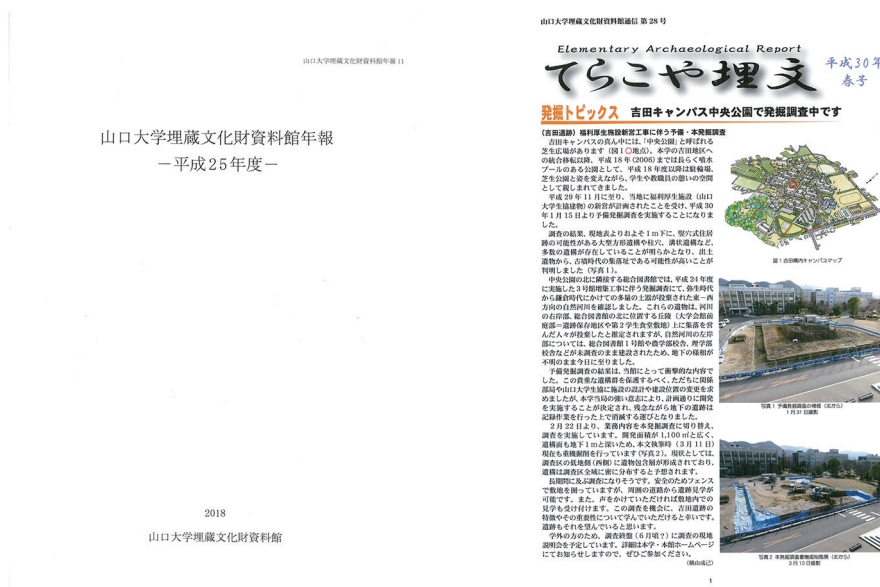 山口大学埋蔵文化財資料館年報11
山口大学埋蔵文化財資料館年報
－平成25年度－
2018
山口大学埋蔵文化財資料館
山口大学埋蔵文化財資料館通信 第28号
Elementary Archaeological Report
てらこや埋文
平成30年
春号
発掘トピックス 吉田キャンパス中央公園で発掘調査中です
(吉田遺跡) 福利厚生施設新営工事に伴う予備・本発掘調査
吉田キャンパスの真ん中には、「中央公園」と呼ばれる
芝生広場があります（図1〇地点）。本学の吉田地区へ
の統合移転以降、平成18年(2006)までは長らく噴水
プールのある公園として、平成18年度以降は駐輪場、
芝生公園と姿を変えながら、学生や教職員の憩いの空間
として親しまれてきました。
平成29年11月に至り、当地に福利厚生施設（山口
大学生協建物）の新営が計画されたことを受け、平成30
年1月15日より予備発掘調査を実施することになりま
した。
調査の結果、現地表よりおよそ1m下に、竪穴式住居
跡の可能性がある大型方形遺構や柱穴、溝状遺構など、
多数の遺構が存在していることが明らかとなり、出土
遺物から、古墳時代の集落址である可能性が高いことが
判明しました（写真1）。
中央公園の北に隣接する総合図書館では、平成24年度
に実施した3号館増築工事に伴う発掘調査にて、弥生時代
から鎌倉時代にかけての多量の土器が投棄された東－西
方向の自然河川を確認しました。これらの遺物は、河川
の右岸部、総合図書館の北に位置する丘陵（大学会館前
庭部＝遺跡保存地区や第2学生食堂敷地）上に集落を営
んだ人々が投棄したと推定されますが、自然河川の左岸
部については、総合図書館1号館や農学部校舎、理学部
校舎などが未調査のまま建設されたため、地下の様相が
不明のまま今日に至りました。
予備発掘調査の結果は、当館にとって衝撃的な内容で
した。この貴重な遺構群を保護するべく、ただちに関係
部局や山口大学生協に施設の設計や建設位置の変更を求
めましたが、本学当局の強い意志により、計画通りに開発
を実施することが決定され、残念ながら地下の遺跡は
記録作業を行った上で消滅する運びとなりました。
2月22日より、業務内容を本発掘調査に切り替え、
調査を実施しています。開発面積が1,100㎡と広く、
遺構面も地下1mと深いため、本文執筆時（3月11日）
現在も重機掘削を行っています(写真2)。現状としては、
調査区の低地側(西側)に遺物包含層が形成されており、
遺構は調査区全域に密に分布すると予想されます。
長期間に及ぶ調査になりそうです。安全のためフェンス
で敷地を囲っていますが、周囲の道路から遺跡見学が
可能です。また、声をかけていただければ敷地内での
見学も受け付けます。この調査を機会に、吉田遺跡の
特徴やその重要性について学んでいただけると幸いです。
遺跡もそれを望んでいると思います。
学外の方のため、調査終盤（6月頃？）に調査の現地
説明会を予定しています。詳細は本学・本館ホームページ
にてお知らせしますので、ぜひご参加ください。
(横山成己)
図1 吉田構内キャンパスマップ
写真1 予備発掘調査の模様（北から）
1月31日撮影
写真2 本発掘調査重機掘削風景（北から）
3月13日撮影
1